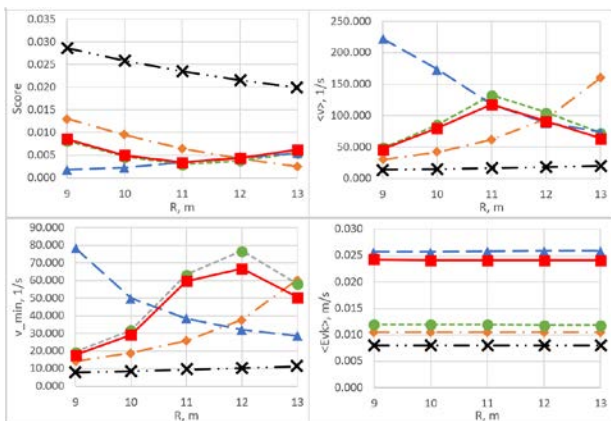 0.035
0.030
0.025
0.020
0.015
0.010
0.005
0.000
Score
9 10 11 12 13
R, m
250.000
200.000
150.000
100.000
50.000
0.000
<v>, 1/s
9 10 11 12 13
R, m
90.000
80.000
70.000
60.000
50.000
40.000
30.000
20.000
10.000
0.000
v_min, 1/s
9 10 11 12 13
R, m
0.030
0.025
0.020
0.015
0.010
0.005
0.000
<Evk>, m/s
9 10 11 12 13
R, m